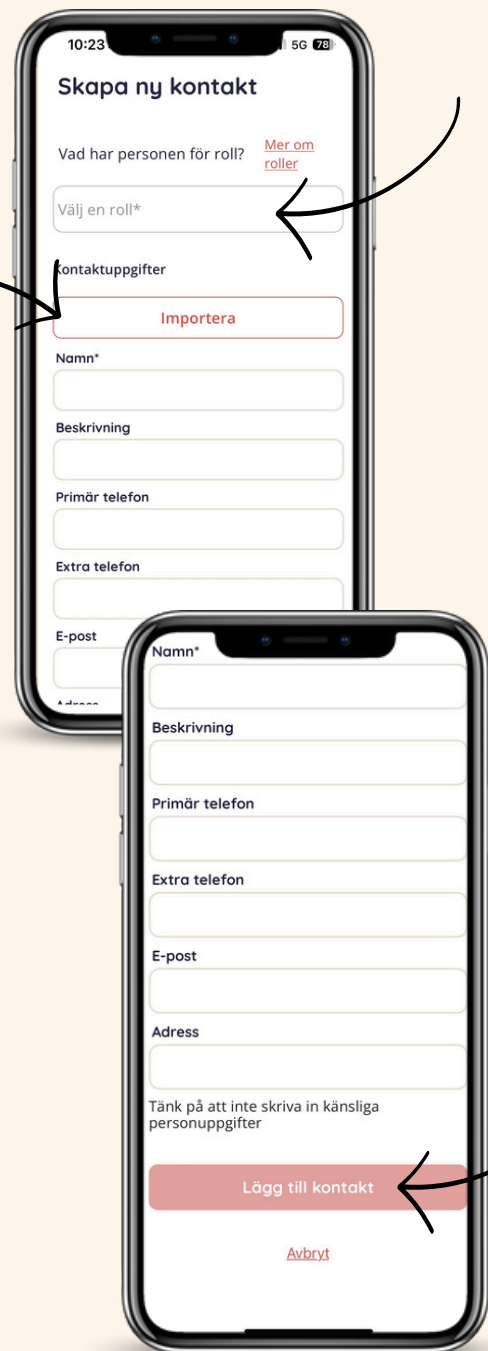 10:23
5G 78
Skapa ny kontakt
Vad har personen för roll?
Mer om
roller
Välj en roll*
Kontaktuppgifter
Importera
Namn*
Beskrivning
Primär telefon
Extra telefon
E-post
Adress
Namn*
Beskrivning
Primär telefon
Extra telefon
E-post
Adress
Tänk på att inte skriva in känsliga
personuppgifter
Lägg till kontakt
Avbryt